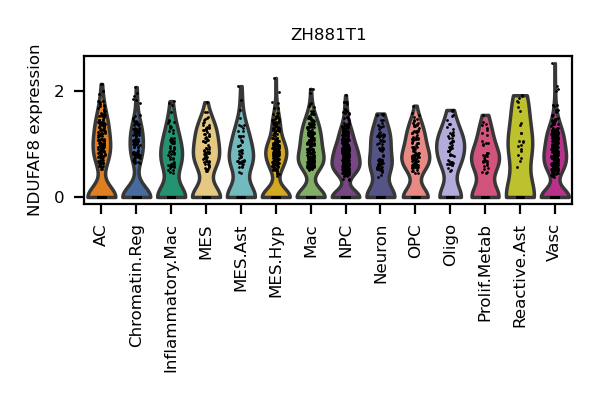 ZH881T1
NDUFAF8 expression
2
0
AC
Chromatin.Reg
Inflammatory.Mac
MES
MES.Ast
MES.Hyp
Mac
NPC
Neuron
OPC
Oligo
Prolif.Metab
Reactive.Ast
Vasc